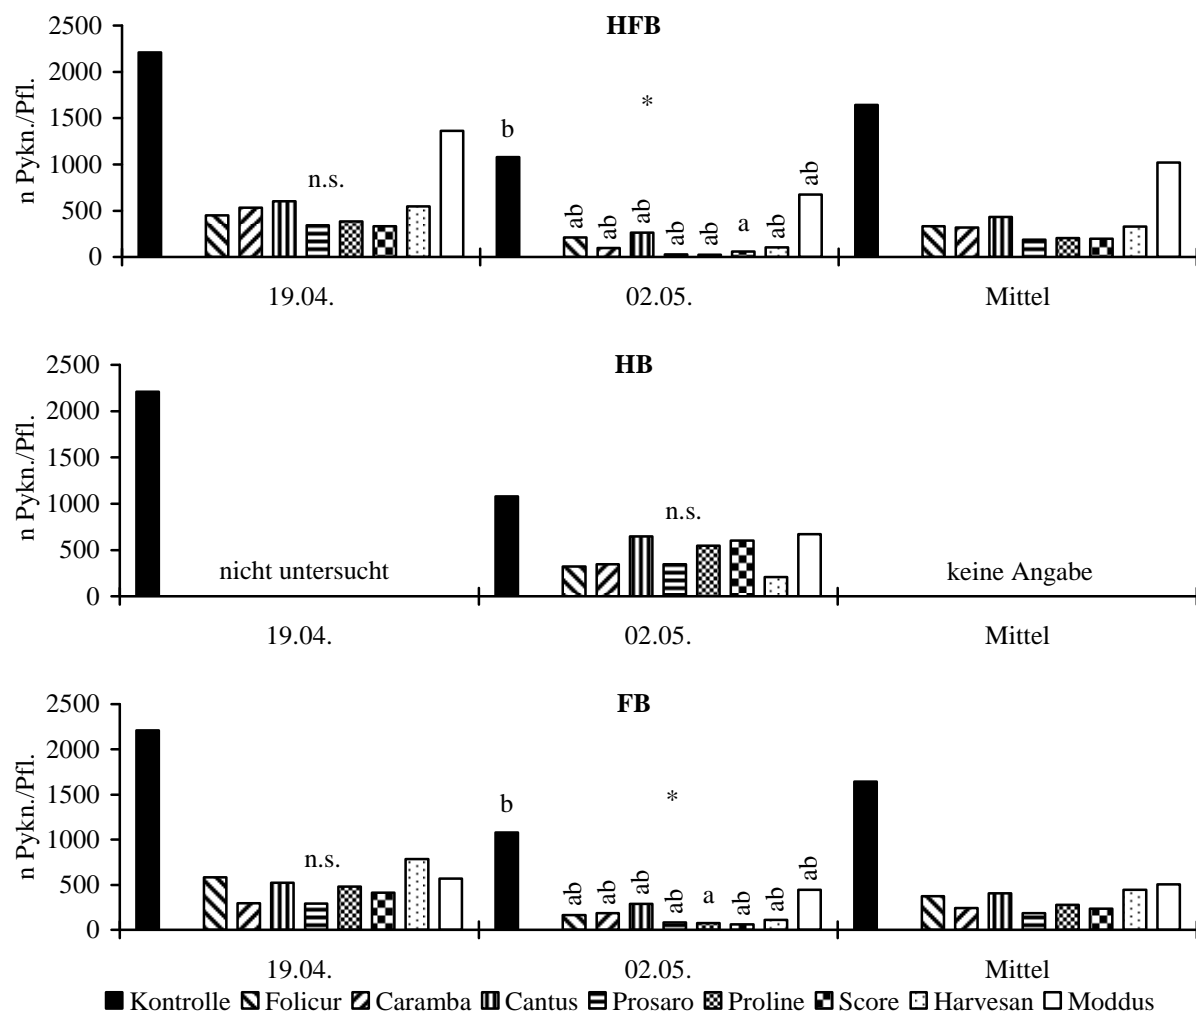 HFB
n Pykn./Pfl.
2500
2000
1500
1000
500
0
n.s.
b
*
ab
ab
ab
ab
ab
a
ab
ab
19.04.
02.05.
Mittel
HB
n Pykn./Pfl.
2500
2000
1500
1000
500
0
nicht untersucht
n.s.
keine Angabe
19.04.
02.05.
Mittel
FB
n Pykn./Pfl.
2500
2000
1500
1000
500
0
n.s.
b
*
ab
ab
ab
ab
a
ab
ab
ab
19.04.
02.05.
Mittel
Kontrolle Folicur Caramba Cantus Prosaro Proline Score Harvesan Moddus